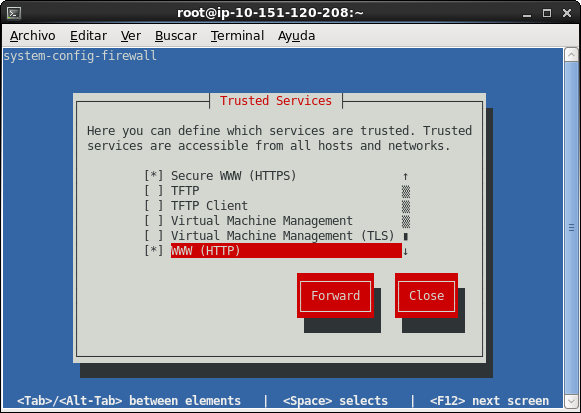 root@ip-10-151-120-208:~
Archivo Editar Ver Buscar Terminal Ayuda
system-config-firewall
Trusted Services
Here you can define which services are trusted. Trusted
services are accessible from all hosts and networks.
[*] Secure WWW (HTTPS) ↑
[ ] TFTP
[ ] TFTP Client
[ ] Virtual Machine Management
[ ] Virtual Machine Management (TLS)
[*] WWW (HTTP) ↓
Forward Close
<Tab>/<Alt-Tab> between elements | <Space> selects | <F12> next screen